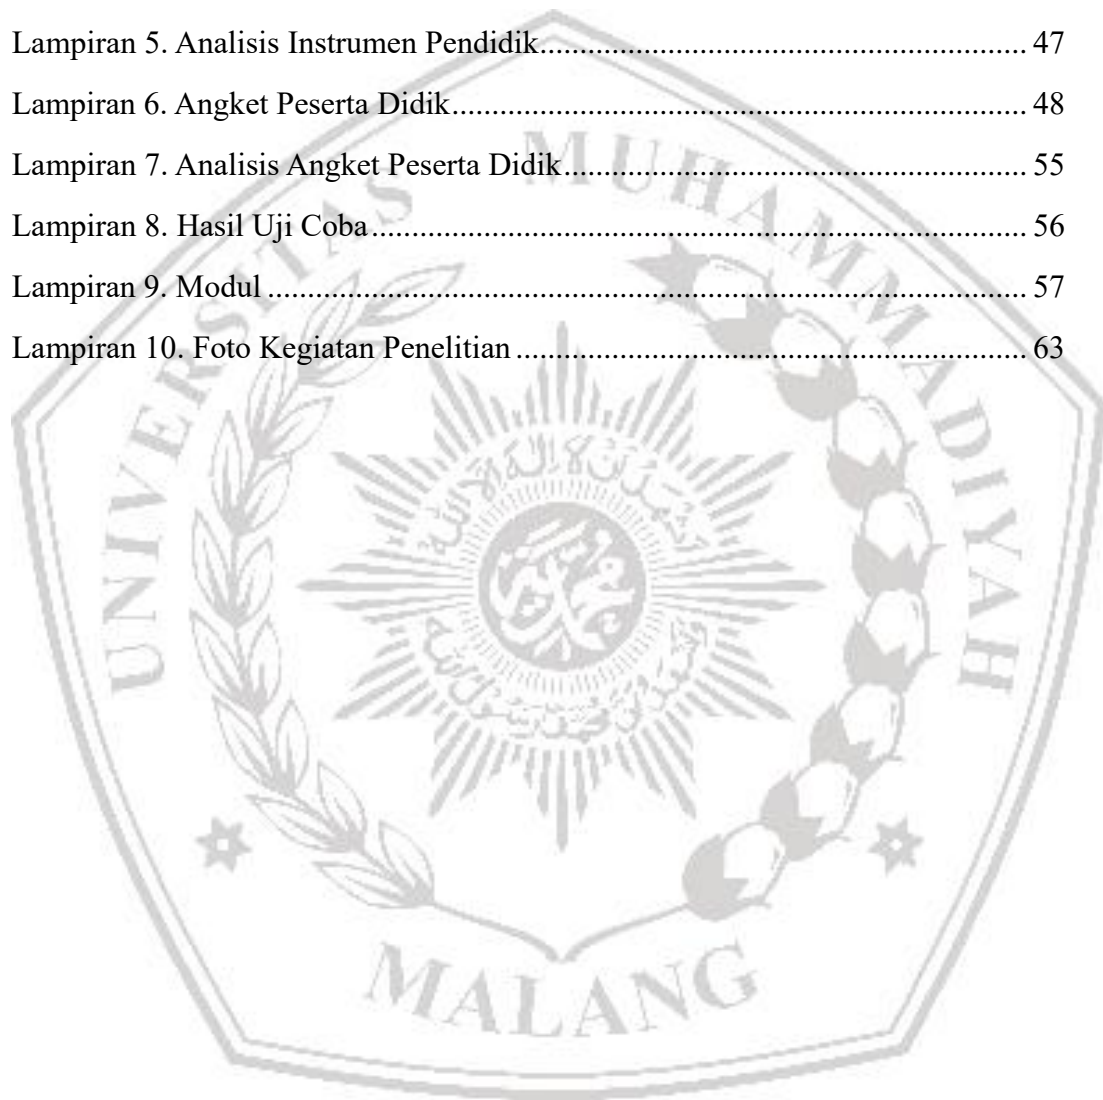 Lampiran 5. Analisis Instrumen Pendidik.............................................................. 47
Lampiran 6. Angket Peserta Didik......................................................................... 48
Lampiran 7. Analisis Angket Peserta Didik........................................................... 55
Lampiran 8. Hasil Uji Coba................................................................................... 56
Lampiran 9. Modul................................................................................................ 57
Lampiran 10. Foto Kegiatan Penelitian................................................................. 63
UNIVERSITAS MUHAMMADIYAH
MALANG